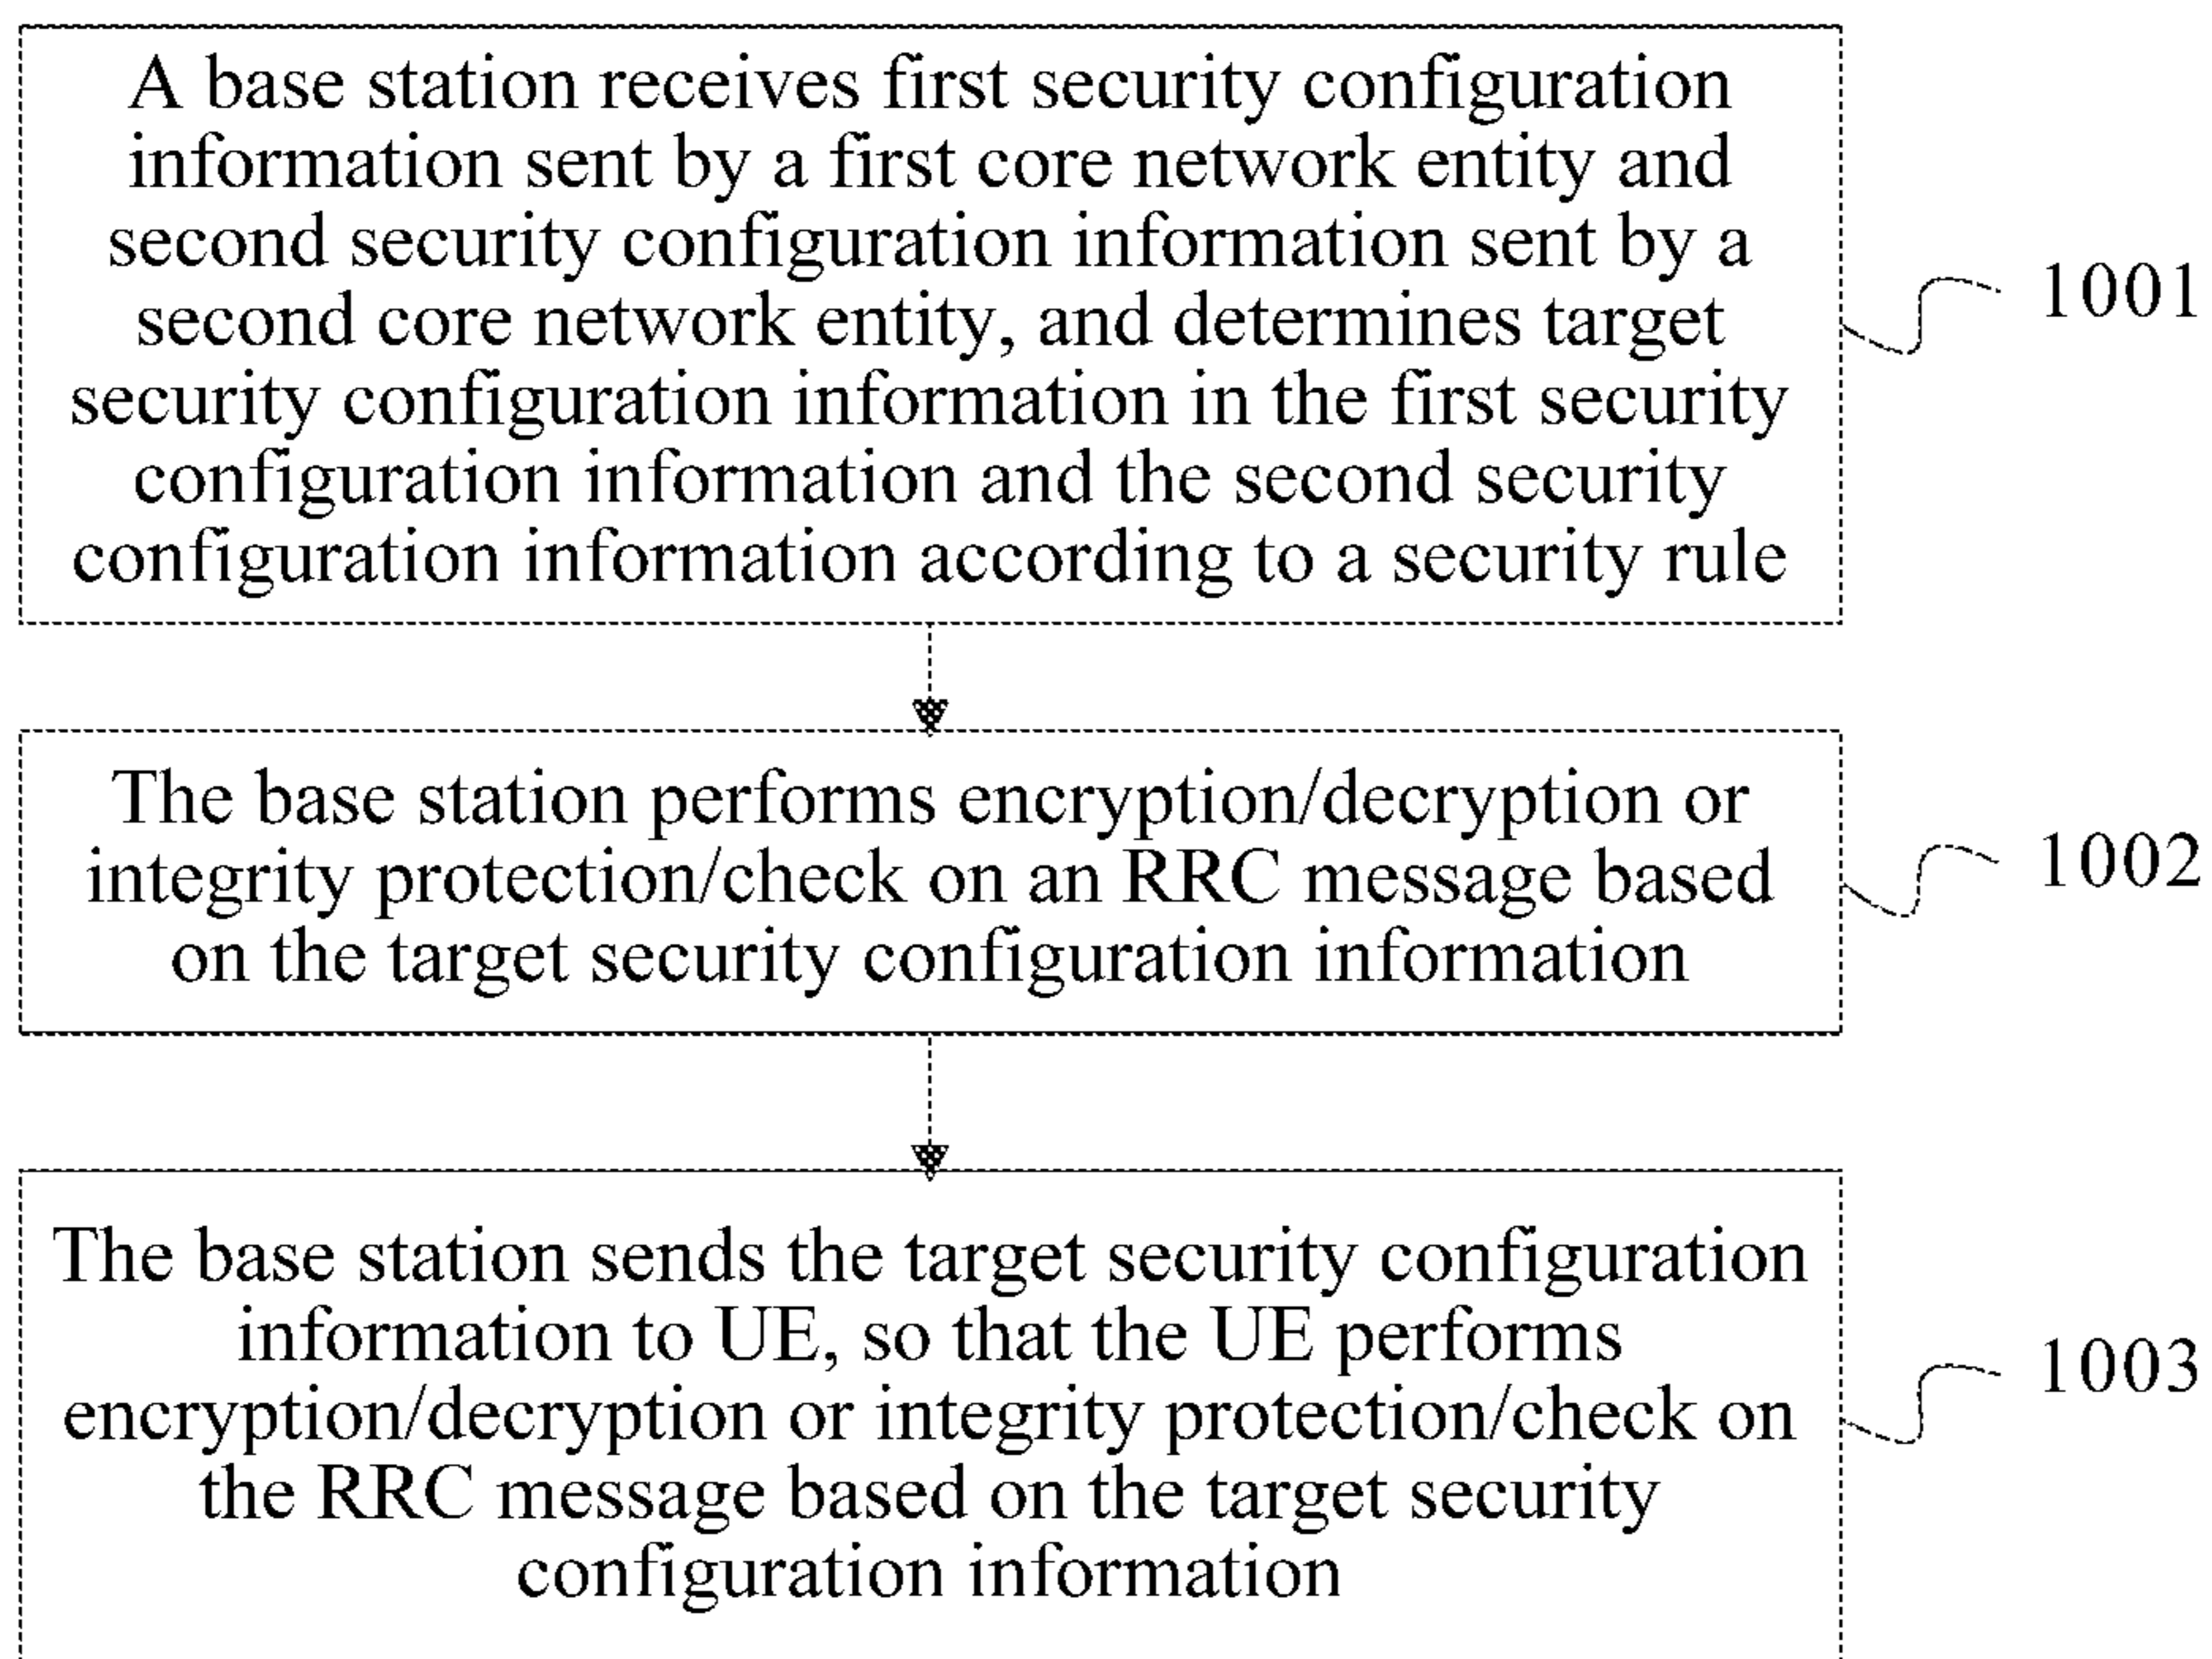 A base station receives first security configuration
information sent by a first core network entity and
second security configuration information sent by a
second core network entity, and determines target
security configuration information in the first security
configuration information and the second security
configuration information according to a security rule
1001
The base station performs encryption/decryption or
integrity protection/check on an RRC message based
on the target security configuration information
1002
The base station sends the target security configuration
information to UE, so that the UE performs
encryption/decryption or integrity protection/check on
the RRC message based on the target security
configuration information
1003